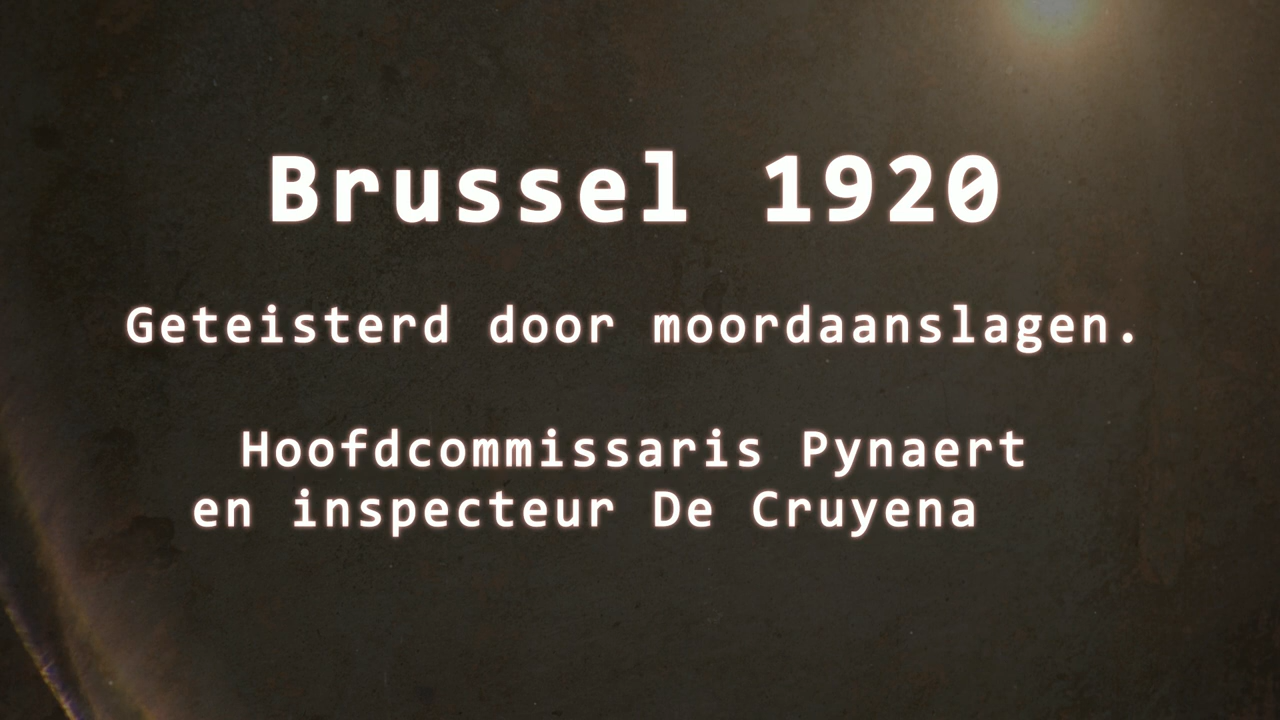 Brussel 1920
Geteisterd door moordaanslagen.
Hoofdcommissaris Pynaert
en inspecteur De Cruyena